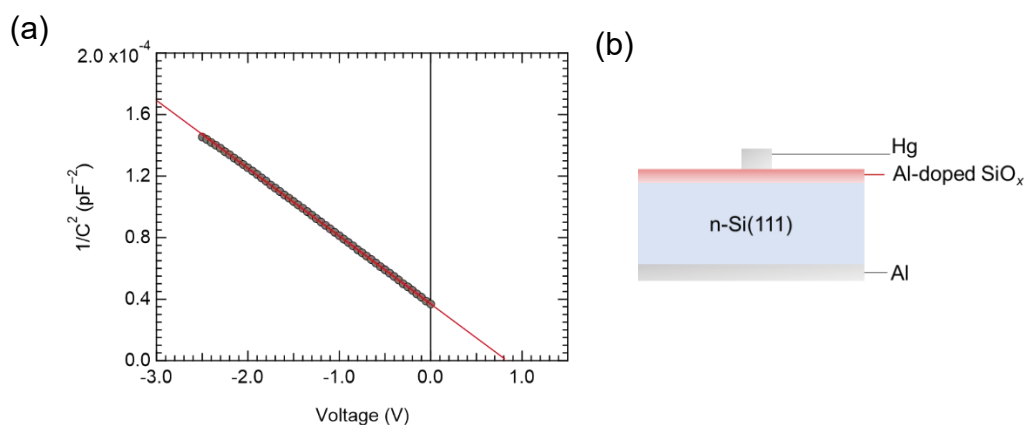 (a)
2.0 x10⁻⁴
1.6
1.2
0.8
0.4
0.0
1/C² (pF⁻²)
-3.0 -2.0 -1.0 0.0 1.0
Voltage (V)
(b)
Hg
Al-doped SiOₓ
n-Si(111)
Al